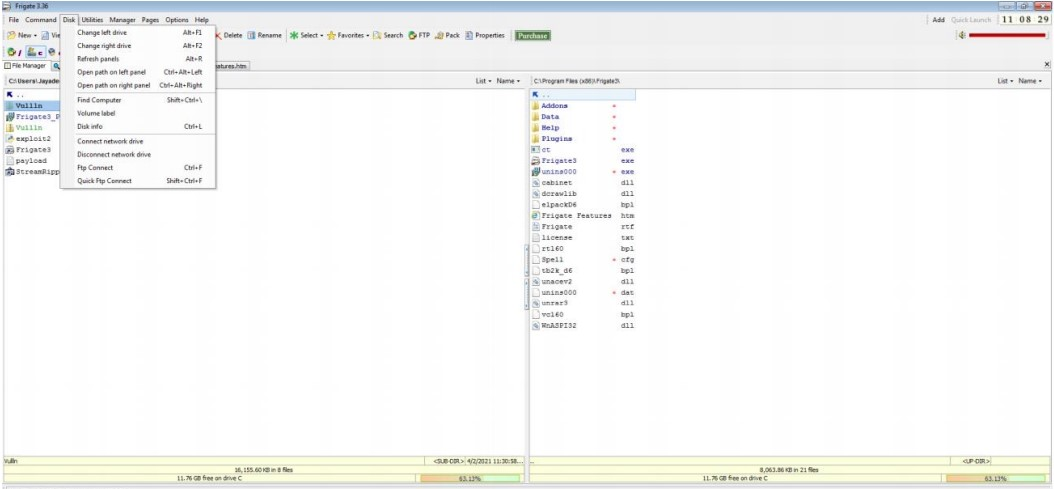 Frigate 3.36
File Command Disk Utilities Manager Pages Options Help
Add Quick Launch 11 08 29
New Delete Rename Select Favorites Search FTP Pack Properties Purchase
/ c
File Manager atures.htm
C:\Users\Jayade List Name
C:\Program Files (x86)\Frigate3\ List Name
Change left drive Alt+F1
Change right drive Alt+F2
Refresh panels Alt+R
Open path on left panel Ctrl+Alt+Left
Open path on right panel Ctrl+Alt+Right
Find Computer Shift+Ctrl+\
Volume label
Disk info Ctrl+L
Connect network drive
Disconnect network drive
Ftp Connect Ctrl+F
Quick Ftp Connect Shift+Ctrl+F
..
Vullln
Frigate3_P
Vullln
exploit2
Frigate3
payload
StreamRipp
..
Addons
Data
Help
Plugins
ct exe
Frigate3 exe
unins000 exe
cabinet dll
dcrawlib dll
elpackD6 bpl
Frigate Features htm
Frigate rtf
license txt
rtl60 bpl
Spell cfg
tb2k_d6 bpl
unacev2 dll
unins000 dat
unrar3 dll
vcl60 bpl
WnASPI32 dll
Vullln <SUB-DIR> 4/2/2021 11:30:58...
16,155.60 KB in 8 files
11.76 GB free on drive C 63.13%
.. <UP-DIR>
8,063.86 KB in 21 files
11.76 GB free on drive C 63.13%